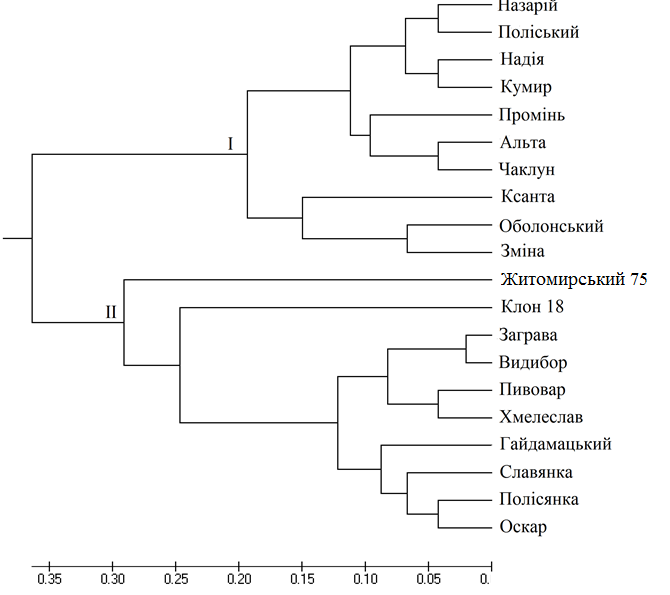 Назарій
Поліський
Надія
Кумир
Промінь
I
Альта
Чаклун
Ксанта
Оболонський
Зміна
Житомирський 75
II
Клон 18
Заграва
Видибор
Пивовар
Хмелеслав
Гайдамацький
Славянка
Полісянка
Оскар
0.35 0.30 0.25 0.20 0.15 0.10 0.05 0.